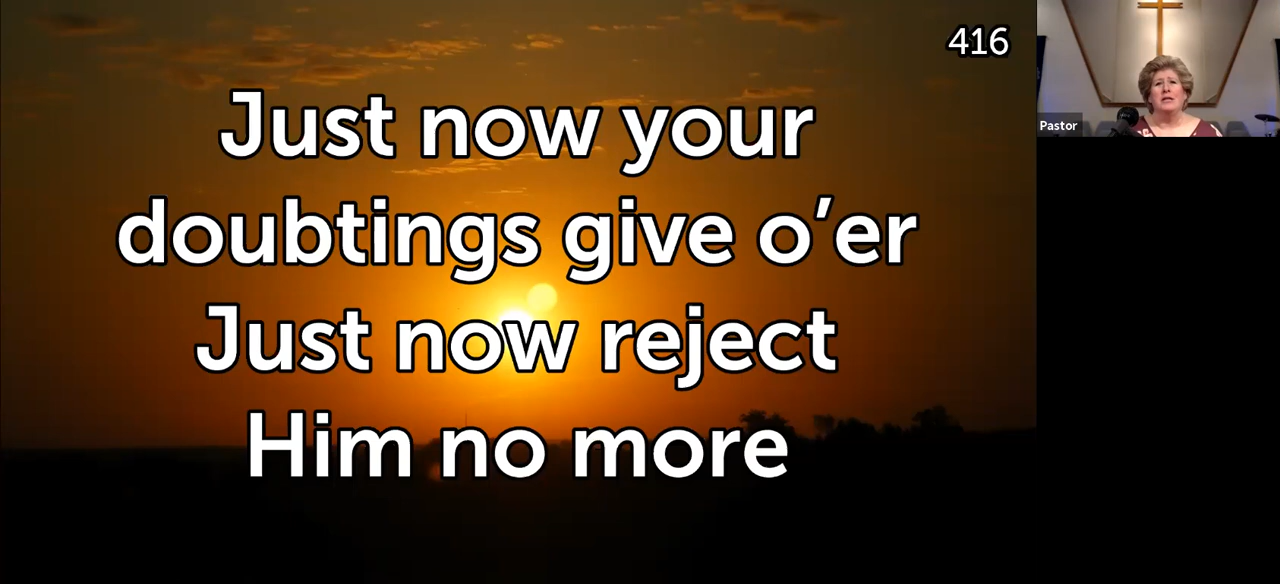 416
Just now your
doubtings give o’er
Just now reject
Him no more
Pastor